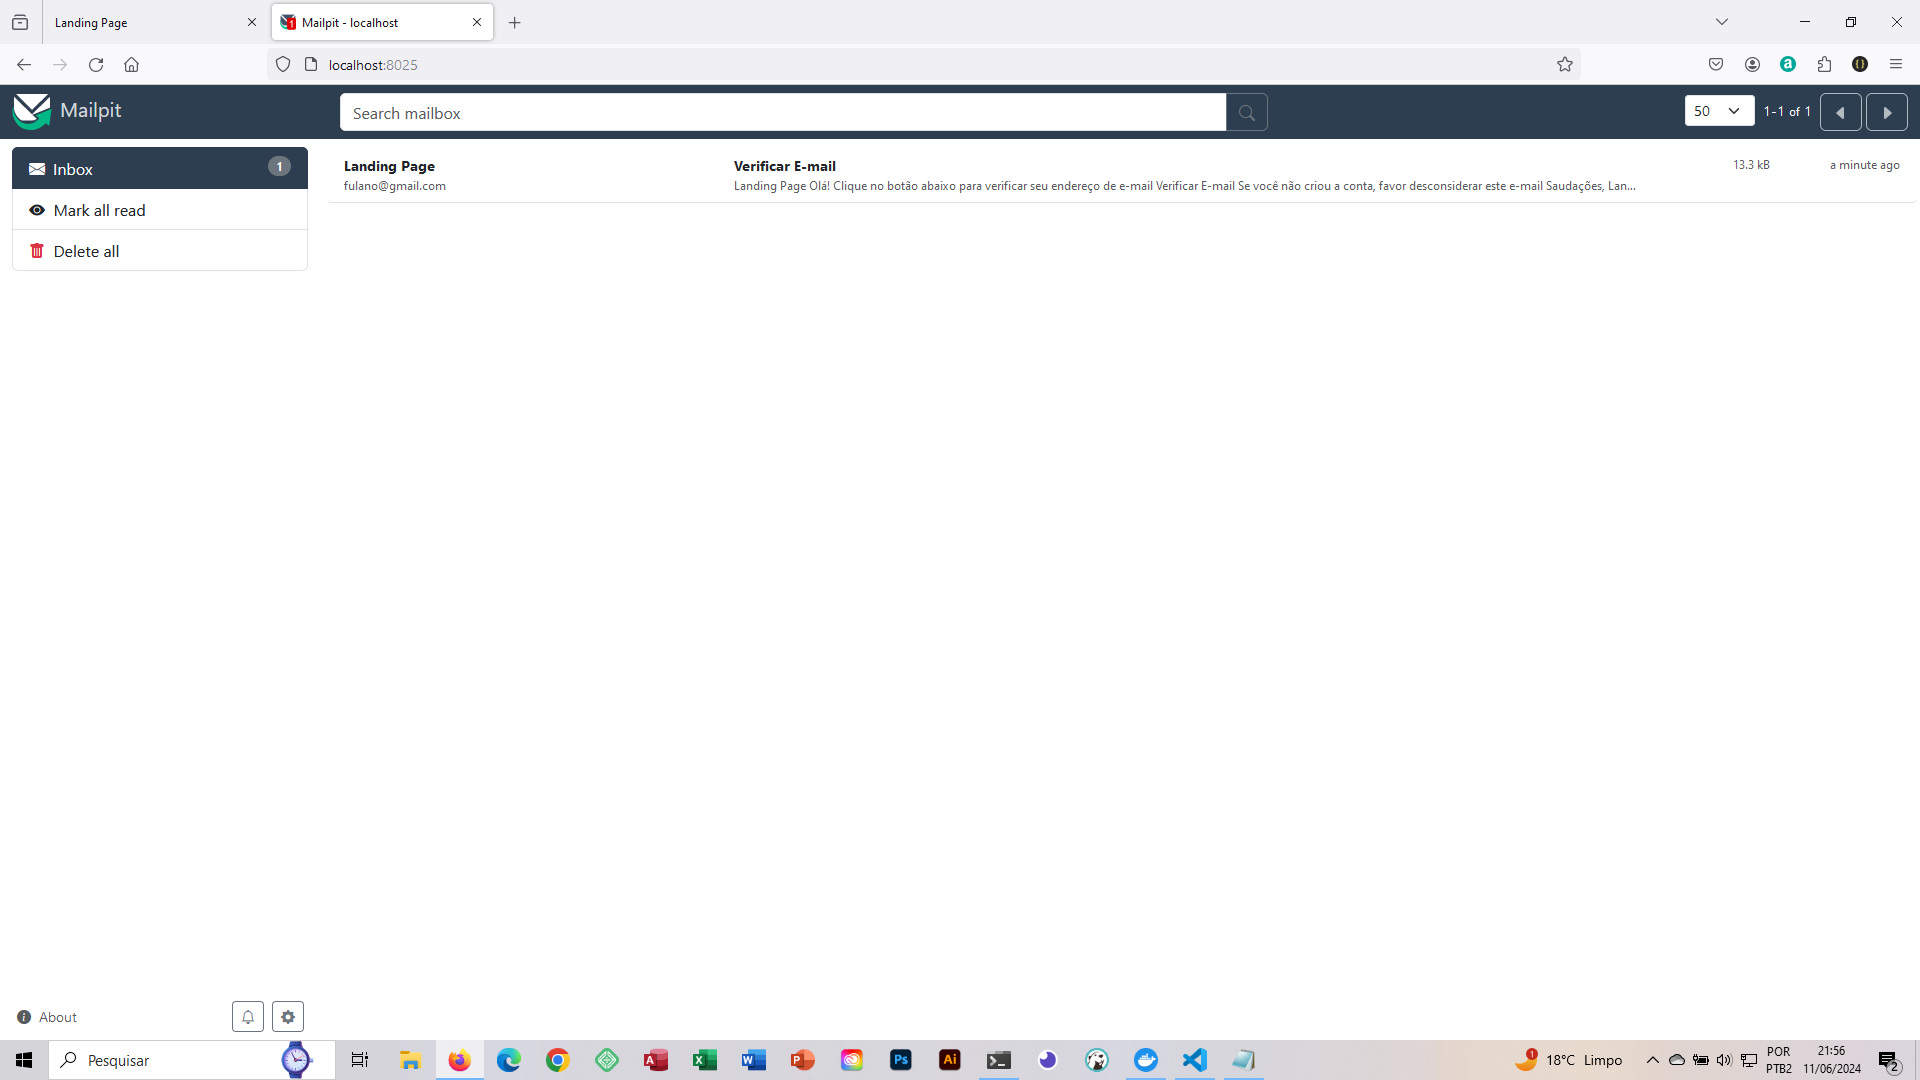 Landing Page
Mailpit - localhost
localhost:8025
Mailpit
Search mailbox
50
1-1 of 1
Inbox
1
Mark all read
Delete all
Landing Page
fulano@gmail.com
Verificar E-mail
Landing Page Olá! Clique no botão abaixo para verificar seu endereço de e-mail Verificar E-mail Se você não criou a conta, favor desconsiderar este e-mail Saudações, Lan...
13.3 kB
a minute ago
About
Pesquisar
A
X
W
P
Ps
Ai
1
18°C Limpo
POR
PTB2
21:56
11/06/2024
2